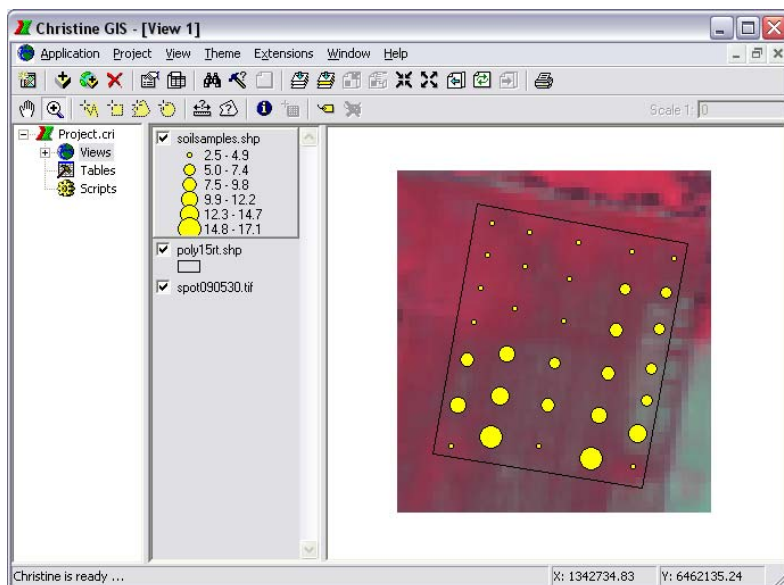 Christine GIS - [View 1]
Application Project View Theme Extensions Window Help
Scale 1: 0
Project.cri
Views
Tables
Scripts
soilsamples.shp
2.5 - 4.9
5.0 - 7.4
7.5 - 9.8
9.9 - 12.2
12.3 - 14.7
14.8 - 17.1
poly15rt.shp
spot090530.tif
Christine is ready ...
X: 1342734.83
Y: 6462135.24